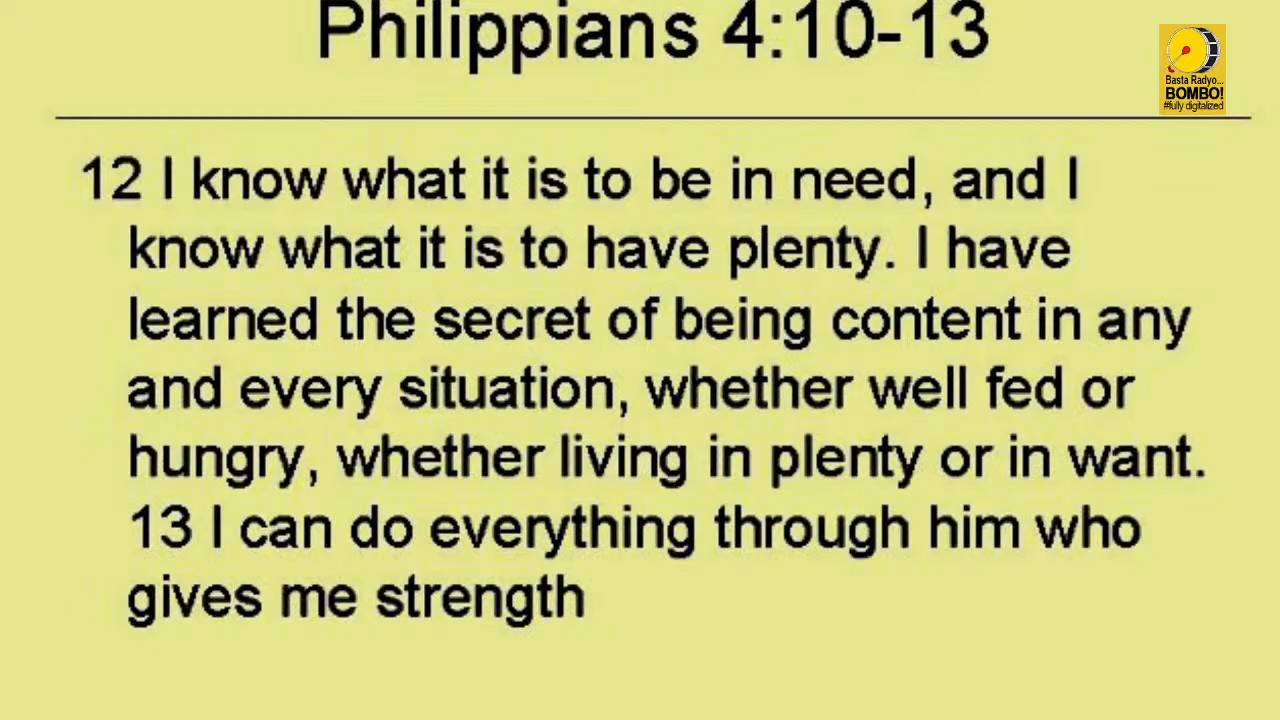 Philippians 4:10-13
Basta Radyo...
BOMBO!
#fully digitalized
12 I know what it is to be in need, and I
know what it is to have plenty. I have
learned the secret of being content in any
and every situation, whether well fed or
hungry, whether living in plenty or in want.
13 I can do everything through him who
gives me strength